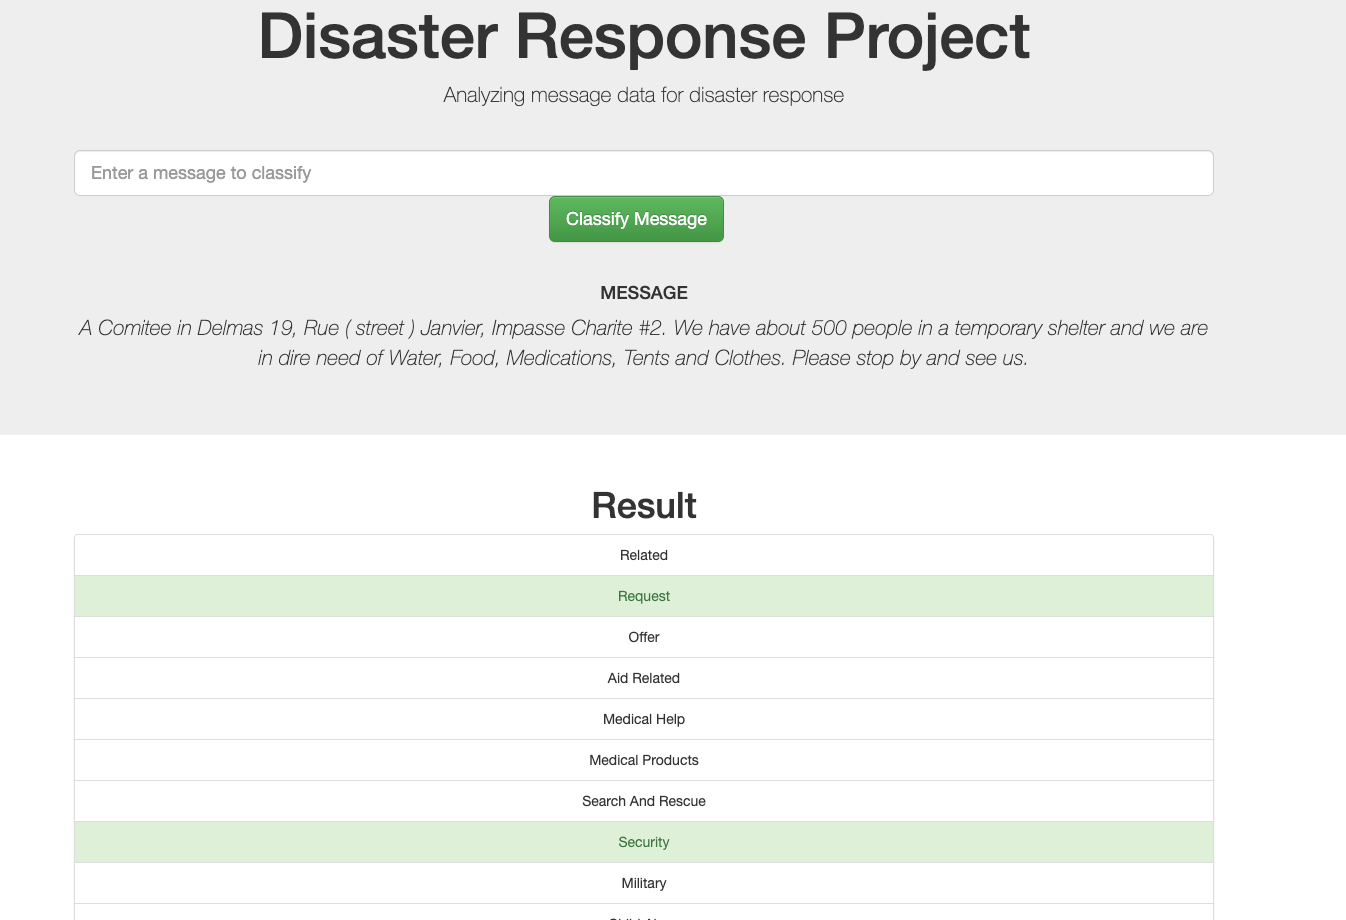 Disaster Response Project
Analyzing message data for disaster response
Enter a message to classify
Classify Message
MESSAGE
A Comitee in Delmas 19, Rue ( street ) Janvier, Impasse Charite #2. We have about 500 people in a temporary shelter and we are
in dire need of Water, Food, Medications, Tents and Clothes. Please stop by and see us.
Result
Related
Request
Offer
Aid Related
Medical Help
Medical Products
Search And Rescue
Security
Military